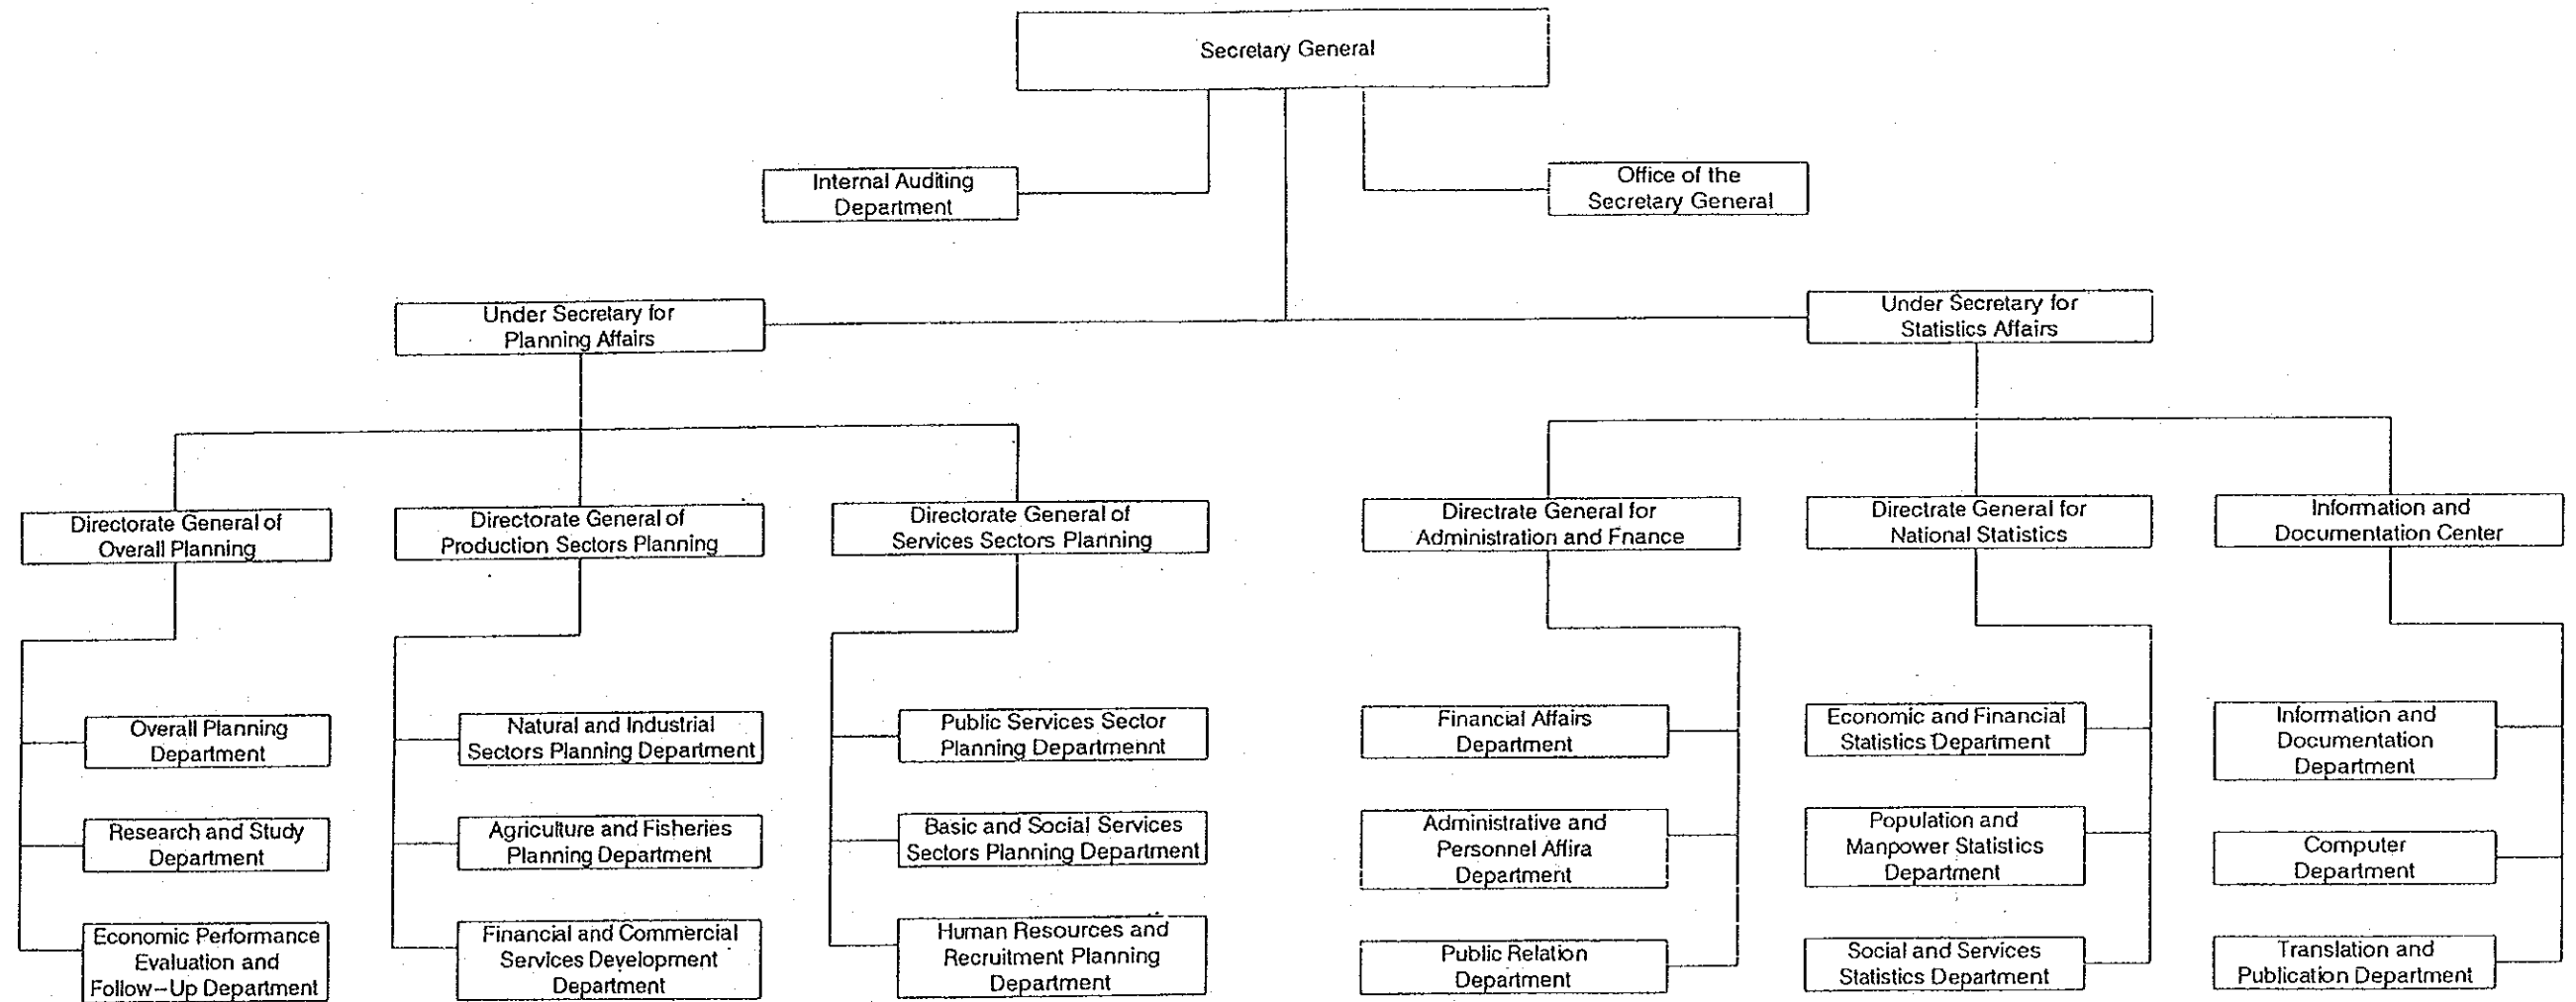 Secretary General
Internal Auditing
Department
Office of the
Secretary General
Under Secretary for
Planning Affairs
Under Secretary for
Statistics Affairs
Directorate General of
Overall Planning
Directorate General of
Production Sectors Planning
Directorate General of
Services Sectors Planning
Directrate General for
Administration and Fnance
Directrate General for
National Statistics
Information and
Documentation Center
Overall Planning
Department
Natural and Industrial
Sectors Planning Department
Public Services Sector
Planning Departmennt
Financial Affairs
Department
Economic and Financial
Statistics Department
Information and
Documentation
Department
Research and Study
Department
Agriculture and Fisheries
Planning Department
Basic and Social Services
Sectors Planning Department
Administrative and
Personnel Affira
Department
Population and
Manpower Statistics
Department
Computer
Department
Economic Performance
Evaluation and
Follow-Up Department
Financial and Commercial
Services Development
Department
Human Resources and
Recruitment Planning
Department
Public Relation
Department
Social and Services
Statistics Department
Translation and
Publication Department